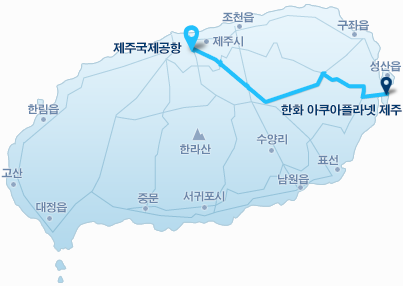 조천읍
구좌읍
제주국제공항
제주시
성산읍
한림읍
한화 아쿠아플라넷 제주
한라산
수양리
표선
고산
남원읍
대정읍
중문
서귀포시